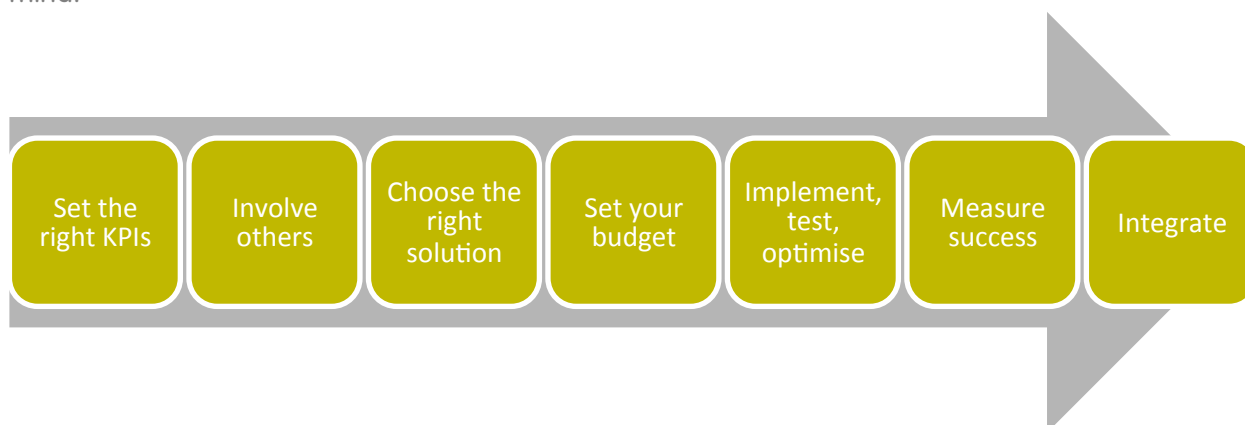 mind.
Set the
right KPIs
Involve
others
Choose the
right
solution
Set your
budget
Implement,
test,
optimise
Measure
success
Integrate